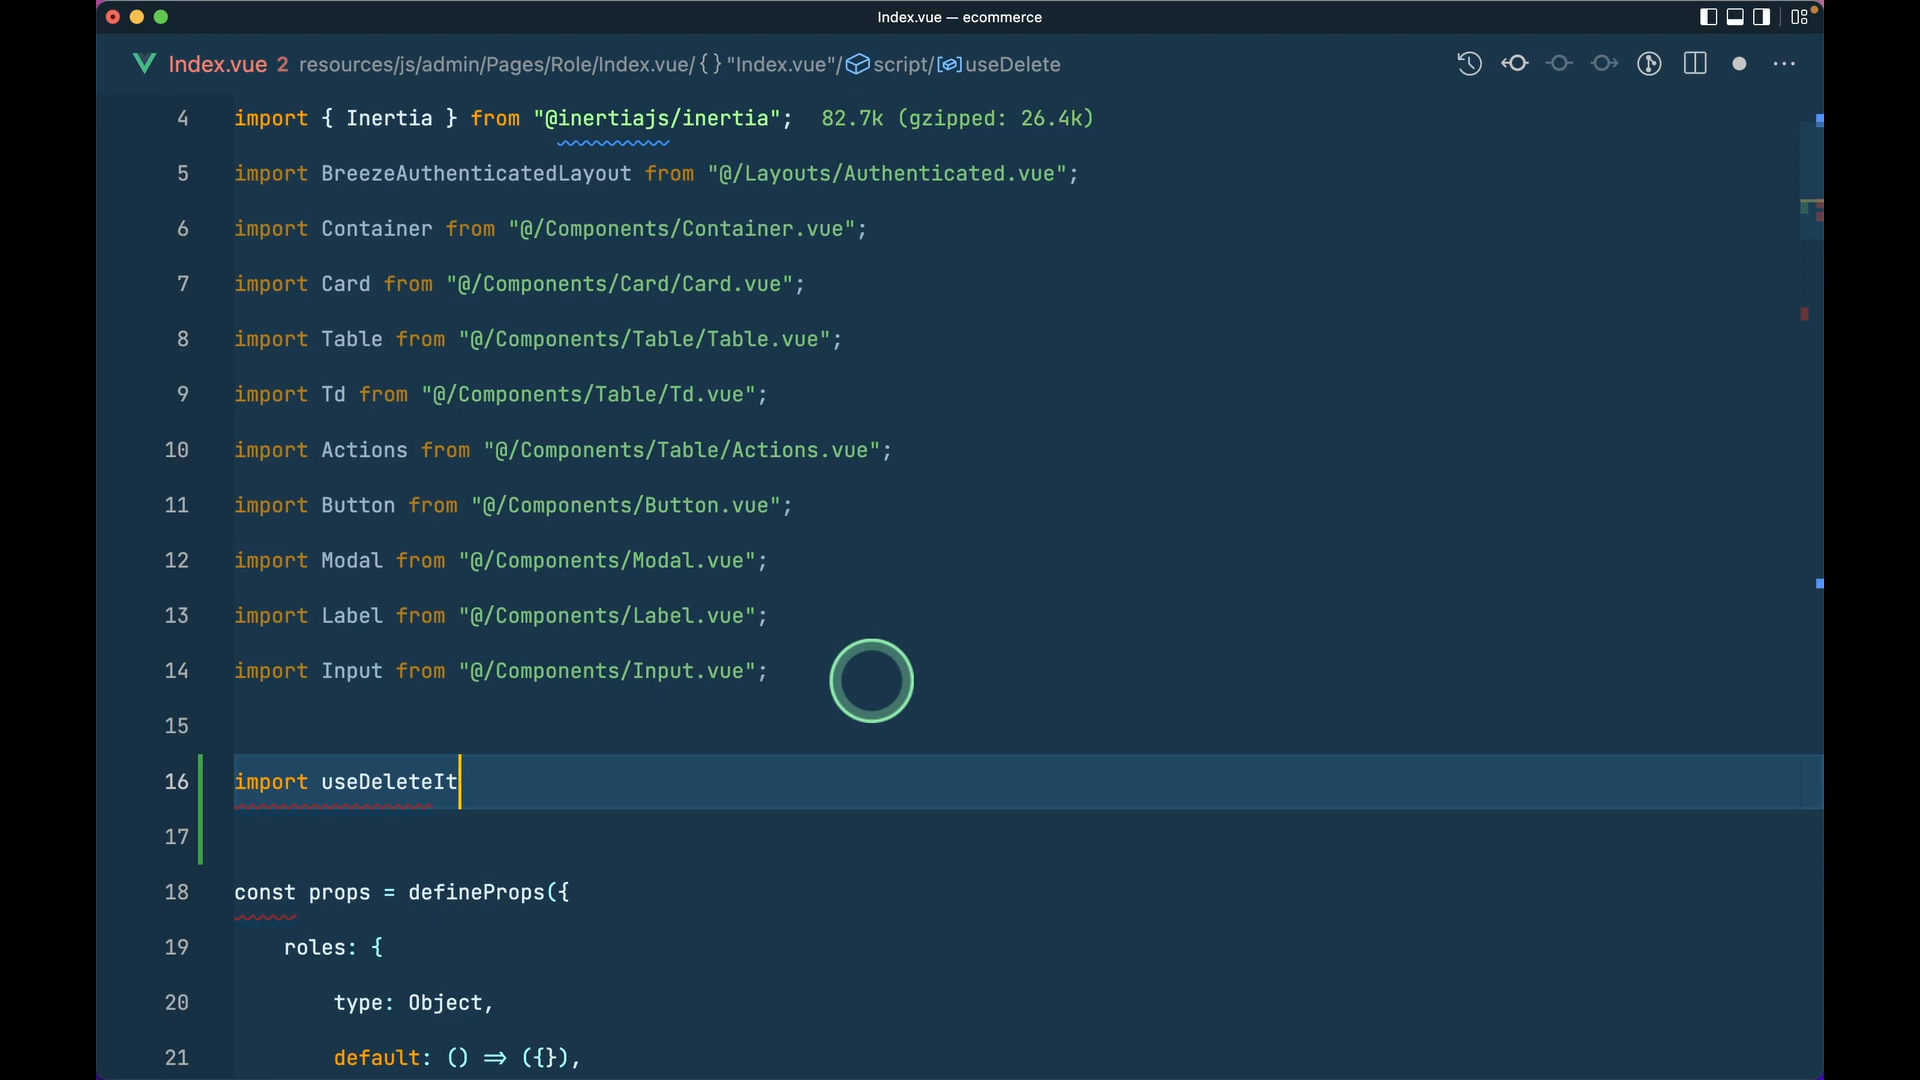 Index.vue — ecommerce
Index.vue 2 resources/js/admin/Pages/Role/Index.vue/{}"Index.vue"/script/useDelete
4 import { Inertia } from "@inertiajs/inertia"; 82.7k (gzipped: 26.4k)
5 import BreezeAuthenticatedLayout from "@/Layouts/Authenticated.vue";
6 import Container from "@/Components/Container.vue";
7 import Card from "@/Components/Card/Card.vue";
8 import Table from "@/Components/Table/Table.vue";
9 import Td from "@/Components/Table/Td.vue";
10 import Actions from "@/Components/Table/Actions.vue";
11 import Button from "@/Components/Button.vue";
12 import Modal from "@/Components/Modal.vue";
13 import Label from "@/Components/Label.vue";
14 import Input from "@/Components/Input.vue";
15
16 import useDeleteIt
17
18 const props = defineProps({
19 roles: {
20 type: Object,
21 default: () => ({}),